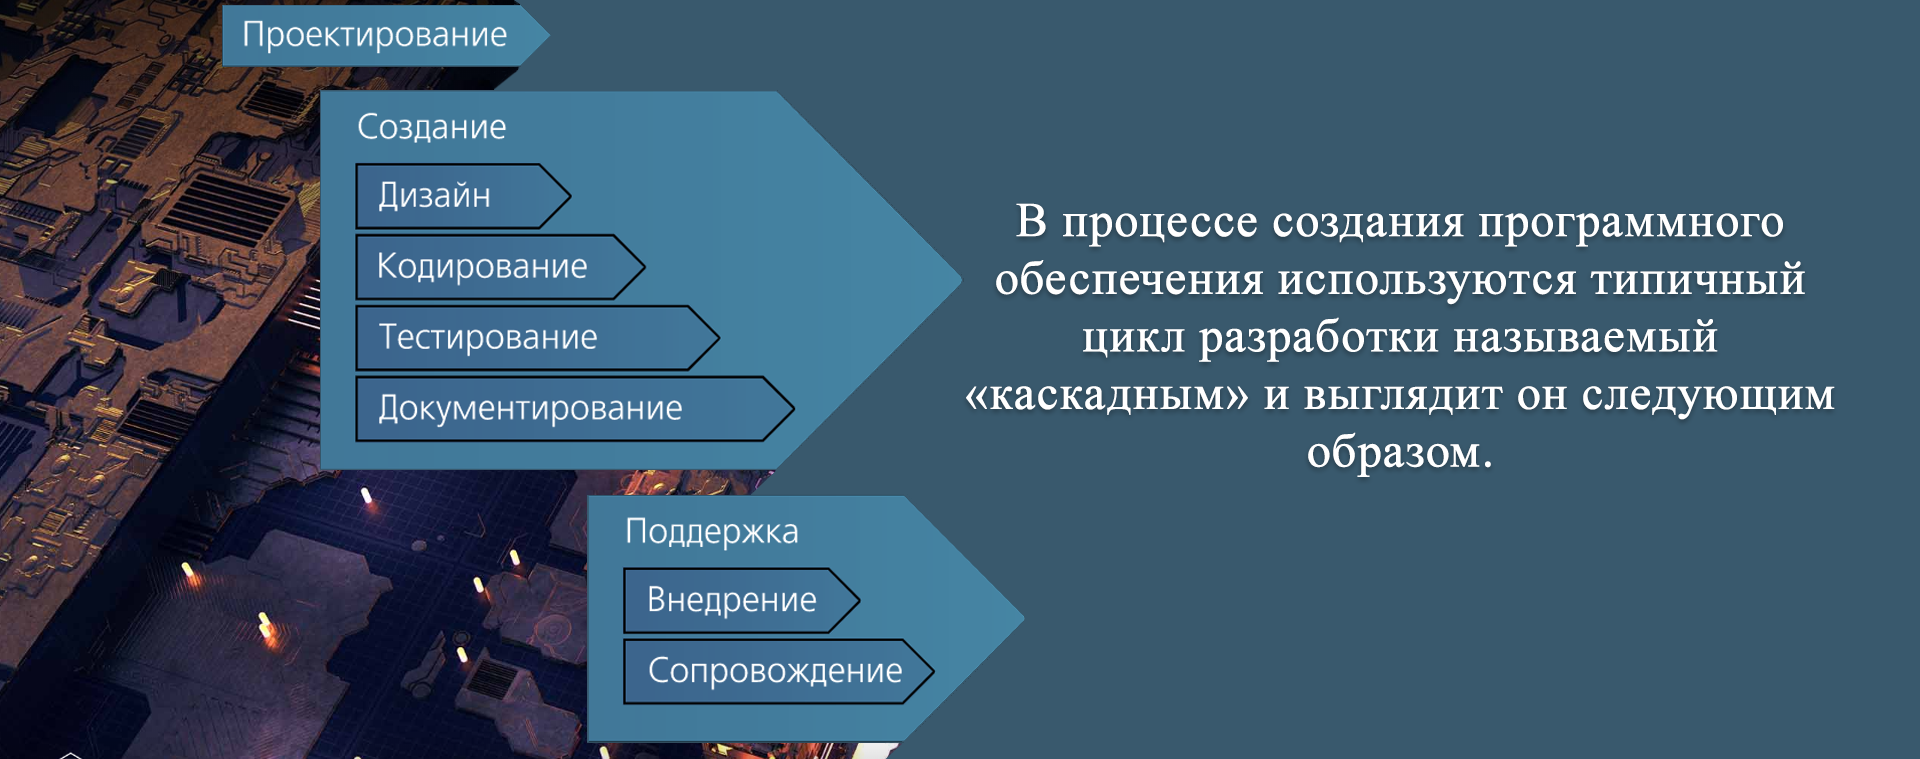 Проектирование
Создание
Дизайн
Кодирование
Тестирование
Документирование
Поддержка
Внедрение
Сопровождение
В процессе создания программного
обеспечения используются типичный
цикл разработки называемый
«каскадным» и выглядит он следующим
образом.